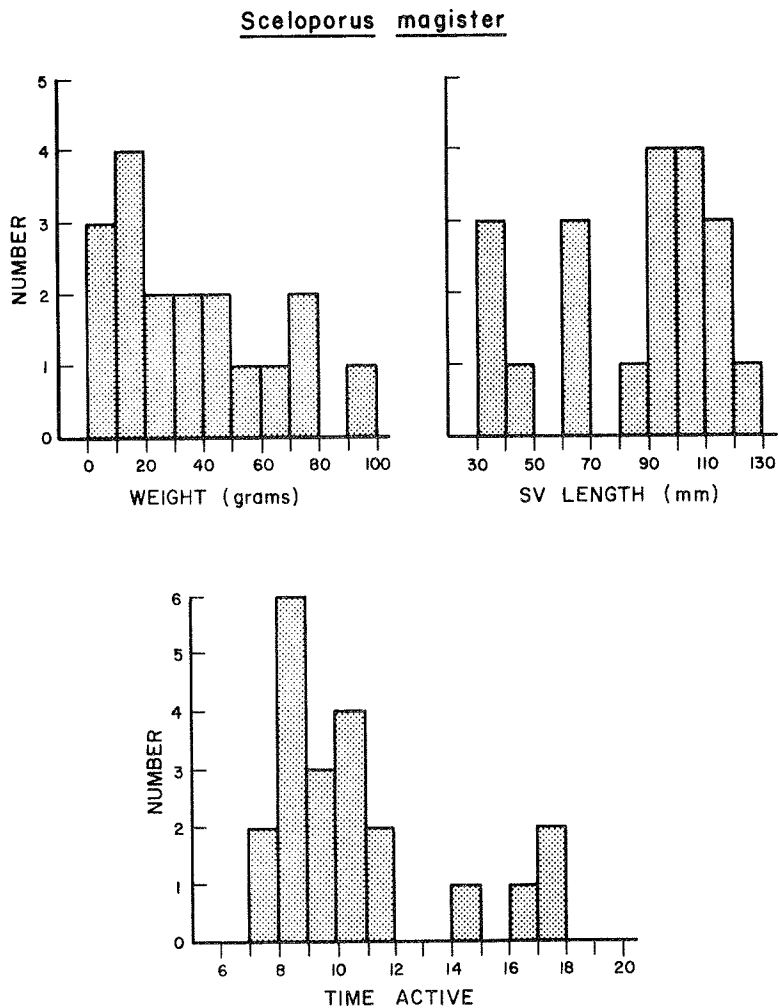 Sceloporus magister
5
4
3
2
1
0
NUMBER
0 20 40 60 80 100
WEIGHT (grams)
30 50 70 90 110 130
SV LENGTH (mm)
6
5
4
3
2
1
0
NUMBER
6 8 10 12 14 16 18 20
TIME ACTIVE